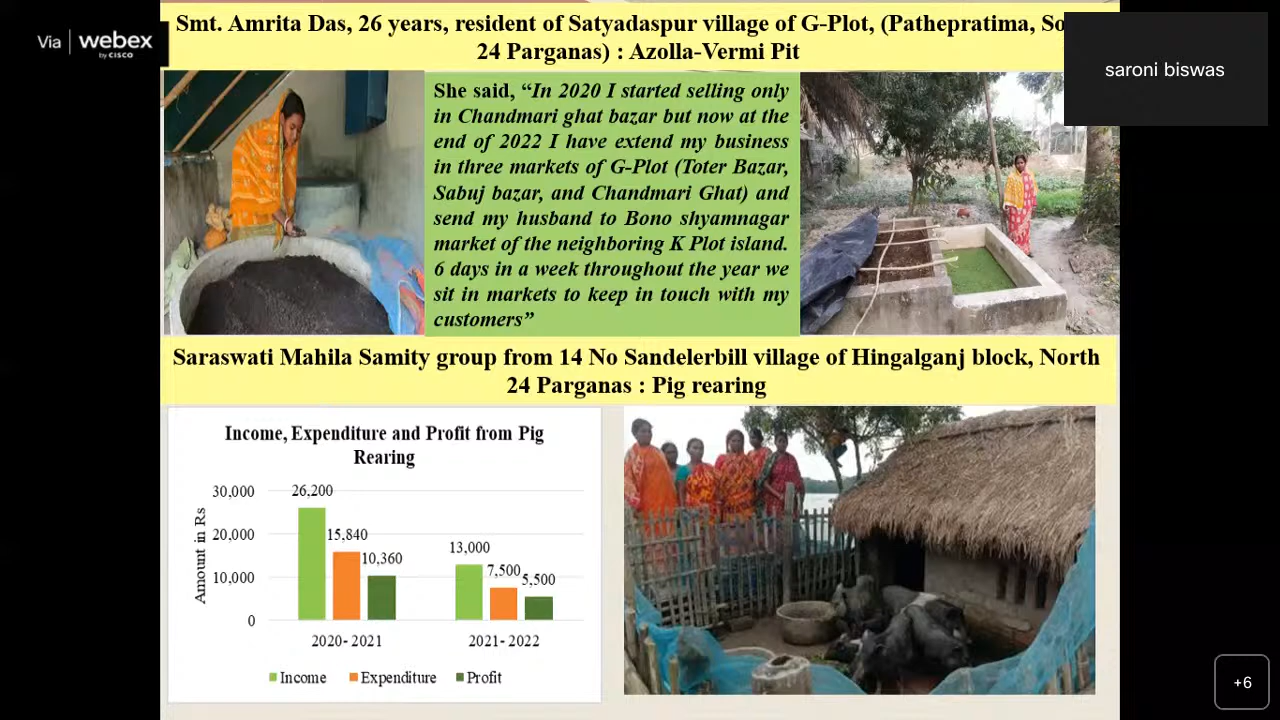 Via webex
by CISCO
Smt. Amrita Das, 26 years, resident of Satyadaspur village of G-Plot, (Pathepratima, So
24 Parganas) : Azolla-Vermi Pit
saroni biswas
She said, “In 2020 I started selling only
in Chandmari ghat bazar but now at the
end of 2022 I have extend my business
in three markets of G-Plot (Toter Bazar,
Sabuj bazar, and Chandmari Ghat) and
send my husband to Bono shyamnagar
market of the neighboring K Plot island.
6 days in a week throughout the year we
sit in markets to keep in touch with my
customers”
Saraswati Mahila Samity group from 14 No Sandelerbill village of Hingalganj block, North
24 Parganas : Pig rearing
Income, Expenditure and Profit from Pig
Rearing
Amount in Rs
30,000
20,000
10,000
0
26,200
15,840
10,360
13,000
7,500
5,500
2020- 2021
2021- 2022
Income Expenditure Profit
+6